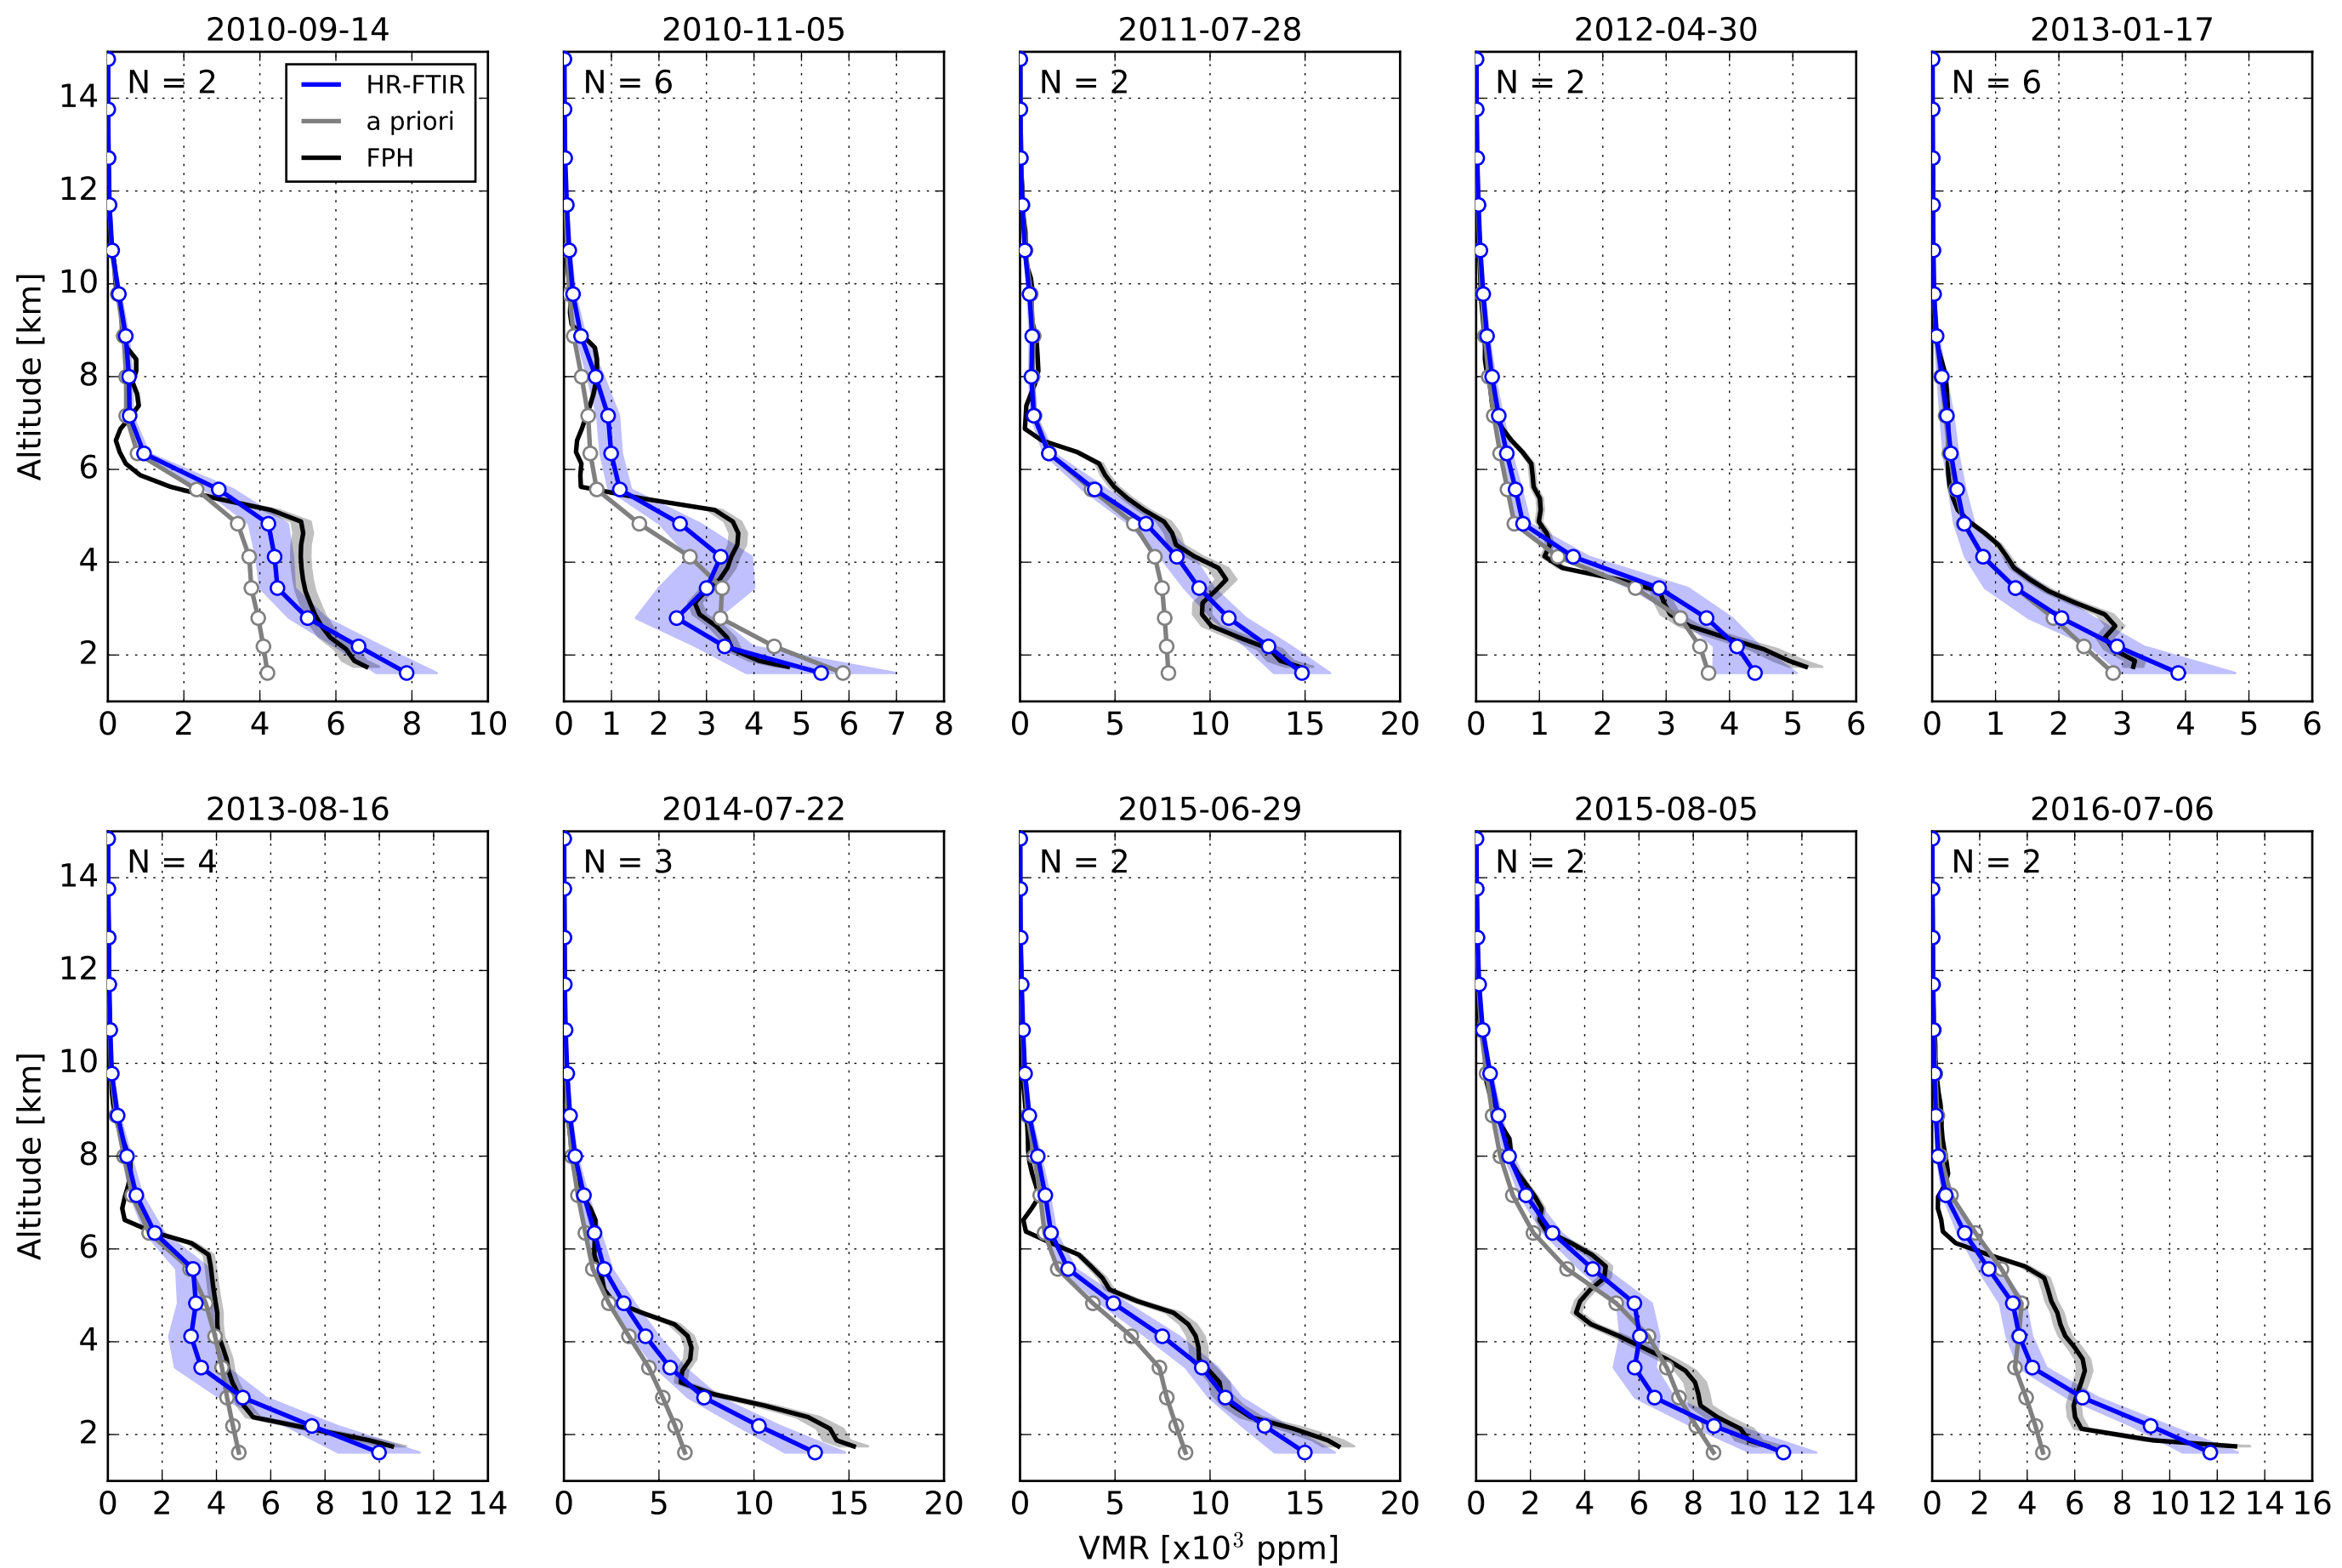 2010-09-14 2010-11-05 2011-07-28 2012-04-30 2013-01-17
N = 2 N = 6 N = 2 N = 2 N = 6
HR-FTIR
a priori
FPH
14
12
10
8
6
4
2
Altitude [km]
0 2 4 6 8 10 0 1 2 3 4 5 6 7 8 0 5 10 15 20 0 1 2 3 4 5 6 0 1 2 3 4 5 6
2013-08-16 2014-07-22 2015-06-29 2015-08-05 2016-07-06
N = 4 N = 3 N = 2 N = 2 N = 2
14
12
10
8
6
4
2
Altitude [km]
0 2 4 6 8 10 12 14 0 5 10 15 20 0 5 10 15 20 0 2 4 6 8 10 12 14 0 2 4 6 8 10 12 14 16
VMR [x10³ ppm]